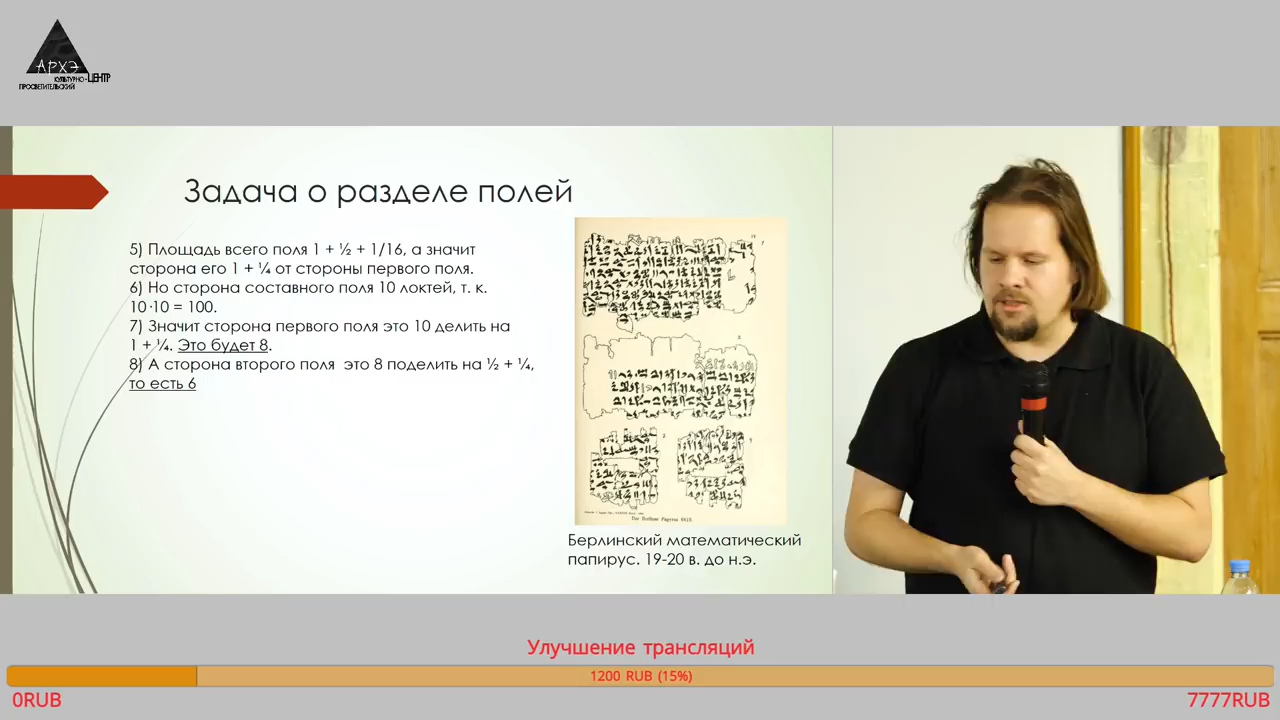 АРХЭ
КУЛЬТУРНО-ЦЕНТР
ПРОСВЕТИТЕЛЬСКИЙ
Задача о разделе полей
5) Площадь всего поля 1 + ½ + 1/16, а значит
сторона его 1 + ¼ от стороны первого поля.
6) Но сторона составного поля 10 локтей, т. к.
10·10 = 100.
7) Значит сторона первого поля это 10 делить на
1 + ¼. Это будет 8.
8) А сторона второго поля это 8 поделить на ½ + ¼,
то есть 6
Берлинский математический
папирус. 19-20 в. до н.э.
Улучшение трансляций
1200 RUB (15%)
0RUB
7777RUB